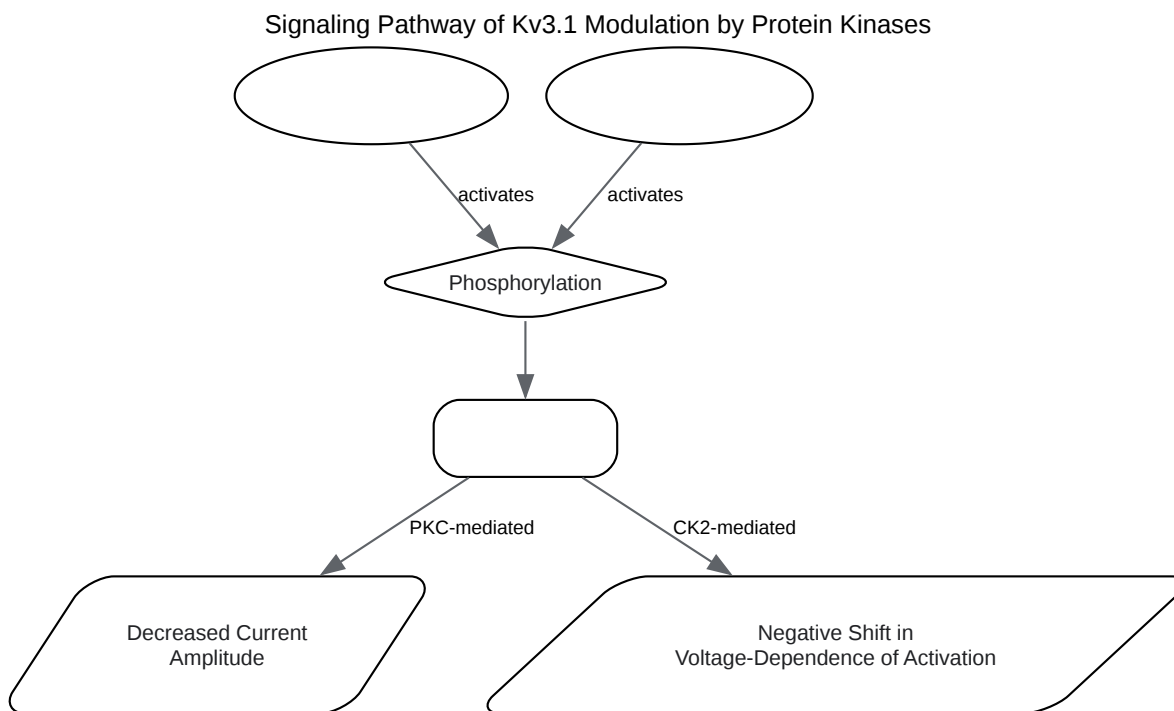 Signaling Pathway of Kv3.1 Modulation by Protein Kinases
activates
activates
Phosphorylation
PKC-mediated
CK2-mediated
Decreased Current
Amplitude
Negative Shift in
Voltage-Dependence of Activation